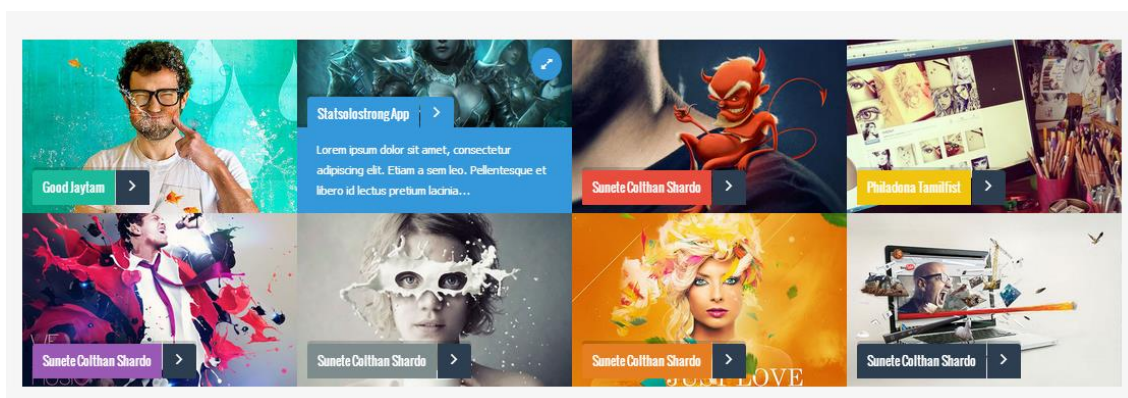 Statsolostrong App
Lorem ipsum dolor sit amet, consectetur
adipiscing elit. Etiam a sem leo. Pellentesque et
libero id lectus pretium lacinia...
Good Jaytam
Sunete Colthan Shardo
Philadona Tamilfist
Sunete Colthan Shardo
Sunete Colthan Shardo
Sunete Colthan Shardo
JUST LOVE
Sunete Colthan Shardo